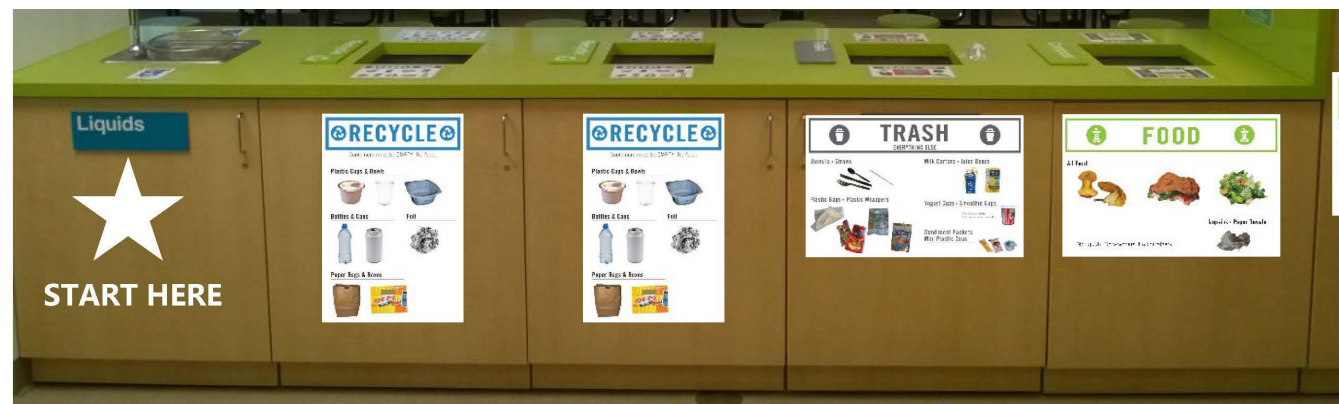 Liquids
START HERE
RECYCLE
Plastic Cups & Bowls
Bottles & Cans
Foil
Paper Bags & Boxes
RECYCLE
Plastic Cups & Bowls
Bottles & Cans
Foil
Paper Bags & Boxes
TRASH
EVERYTHING ELSE
Utensils • Straws
Milk Cartons • Juice Boxes
Plastic Bags • Plastic Wrappers
Yogurt Cups • Smoothie Cups
Condiment Packets
Mini Plastic Cups
FOOD
All Food
Napkins • Paper Towels